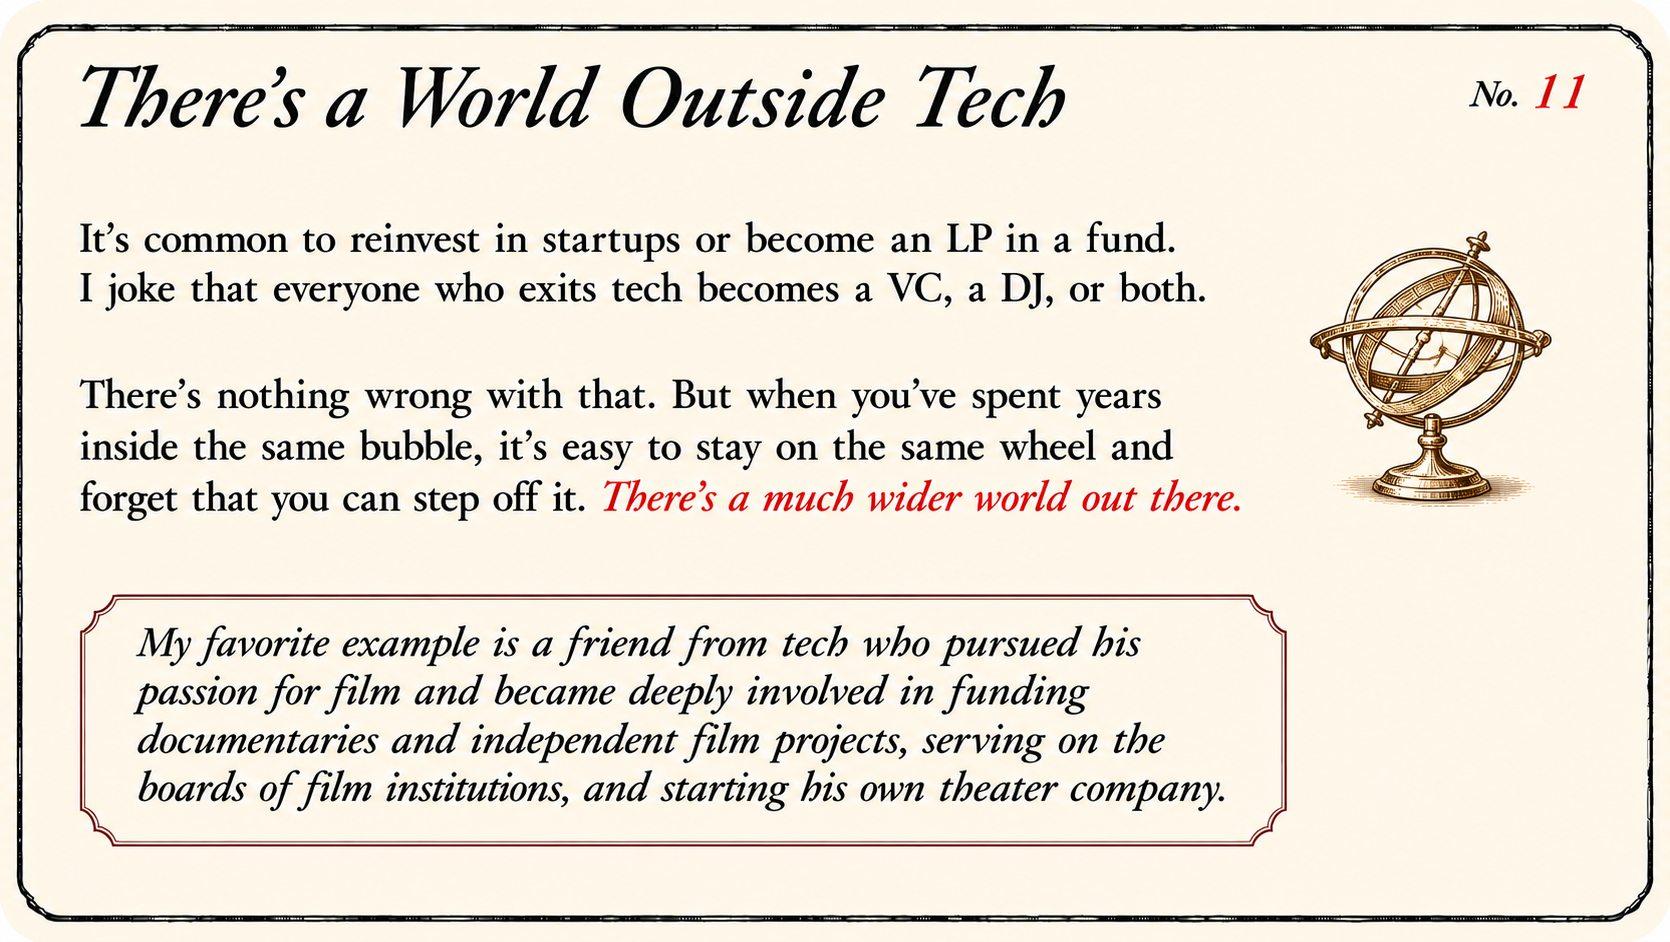 There’s a World Outside Tech
No. 11
It’s common to reinvest in startups or become an LP in a fund.
I joke that everyone who exits tech becomes a VC, a DJ, or both.
There’s nothing wrong with that. But when you’ve spent years
inside the same bubble, it’s easy to stay on the same wheel and
forget that you can step off it. There’s a much wider world out there.
My favorite example is a friend from tech who pursued his
passion for film and became deeply involved in funding
documentaries and independent film projects, serving on the
boards of film institutions, and starting his own theater company.